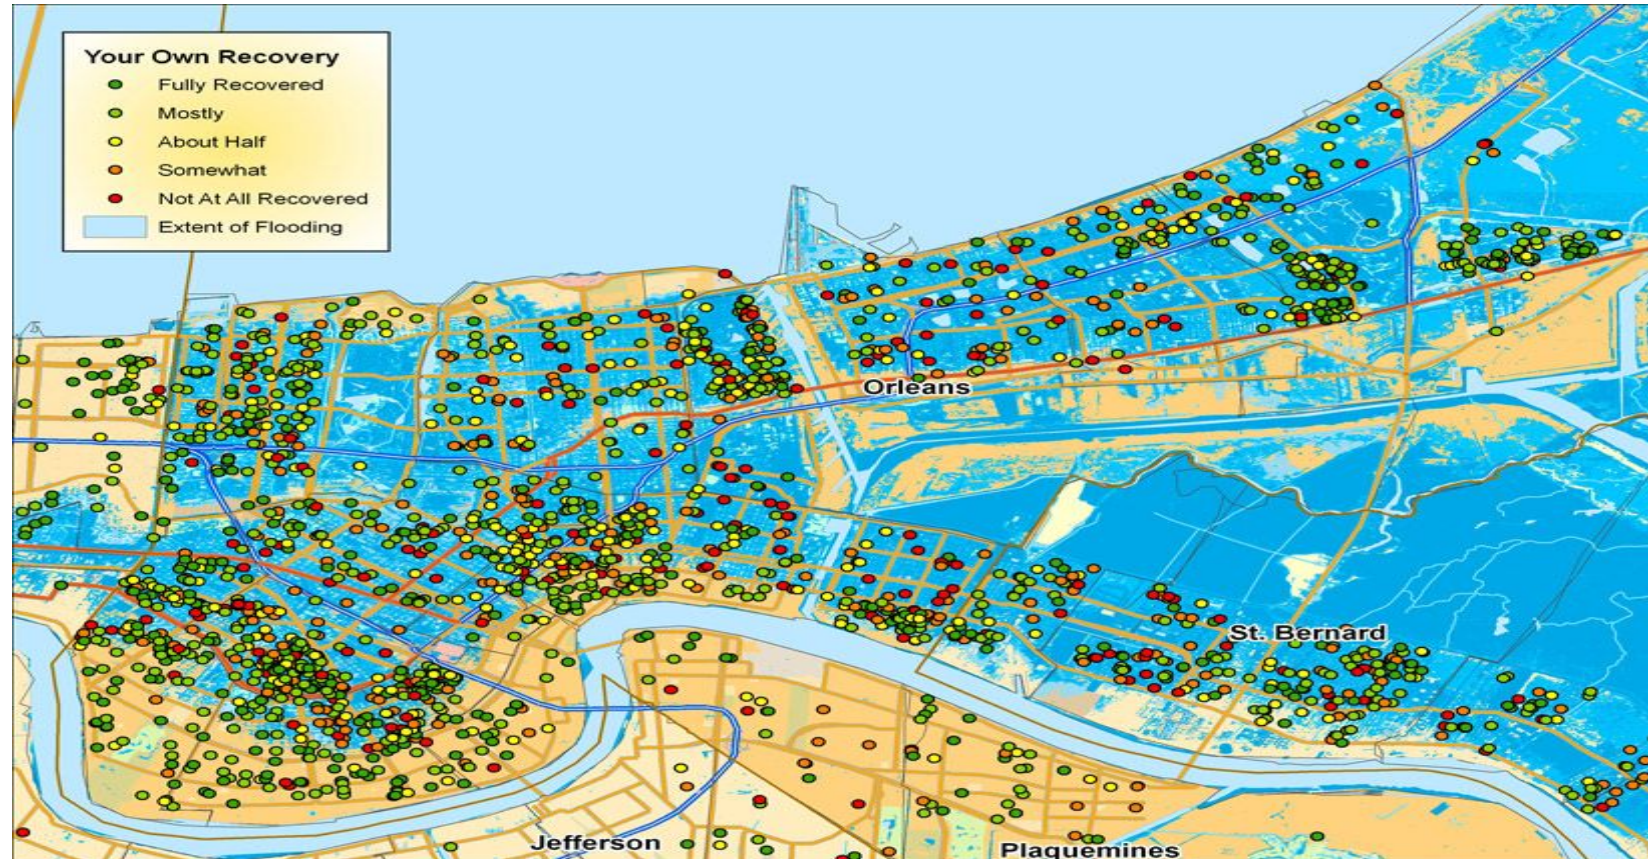 Your Own Recovery
Fully Recovered
Mostly
About Half
Somewhat
Not At All Recovered
Extent of Flooding
Orleans
St. Bernard
Jefferson
Plaquemines